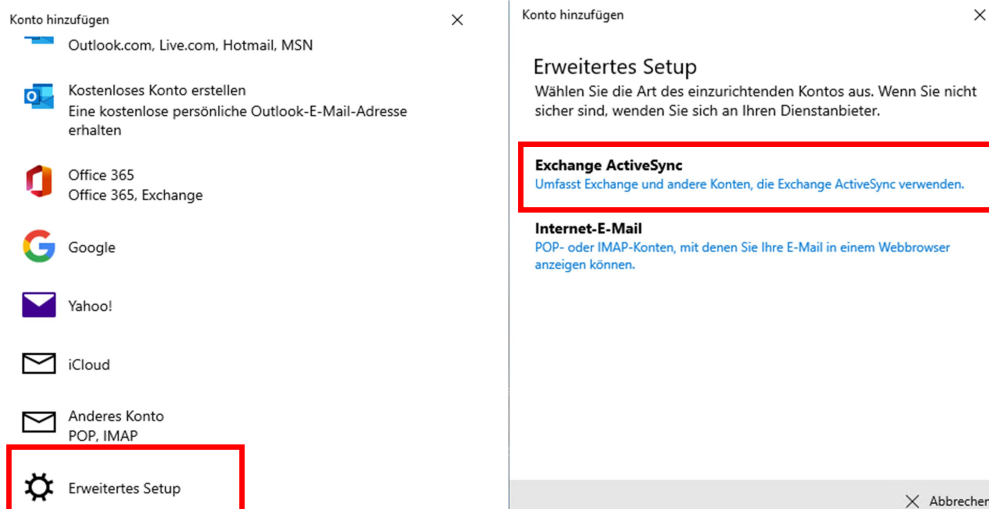 Konto hinzufügen
Outlook.com, Live.com, Hotmail, MSN
Kostenloses Konto erstellen
Eine kostenlose persönliche Outlook-E-Mail-Adresse
erhalten
Office 365
Office 365, Exchange
Google
Yahoo!
iCloud
Anderes Konto
POP, IMAP
Erweitertes Setup
Konto hinzufügen
Erweitertes Setup
Wählen Sie die Art des einzurichtenden Kontos aus. Wenn Sie nicht
sicher sind, wenden Sie sich an Ihren Dienstanbieter.
Exchange ActiveSync
Umfasst Exchange und andere Konten, die Exchange ActiveSync verwenden.
Internet-E-Mail
POP- oder IMAP-Konten, mit denen Sie Ihre E-Mail in einem Webbrowser
anzeigen können.
Abbrechen